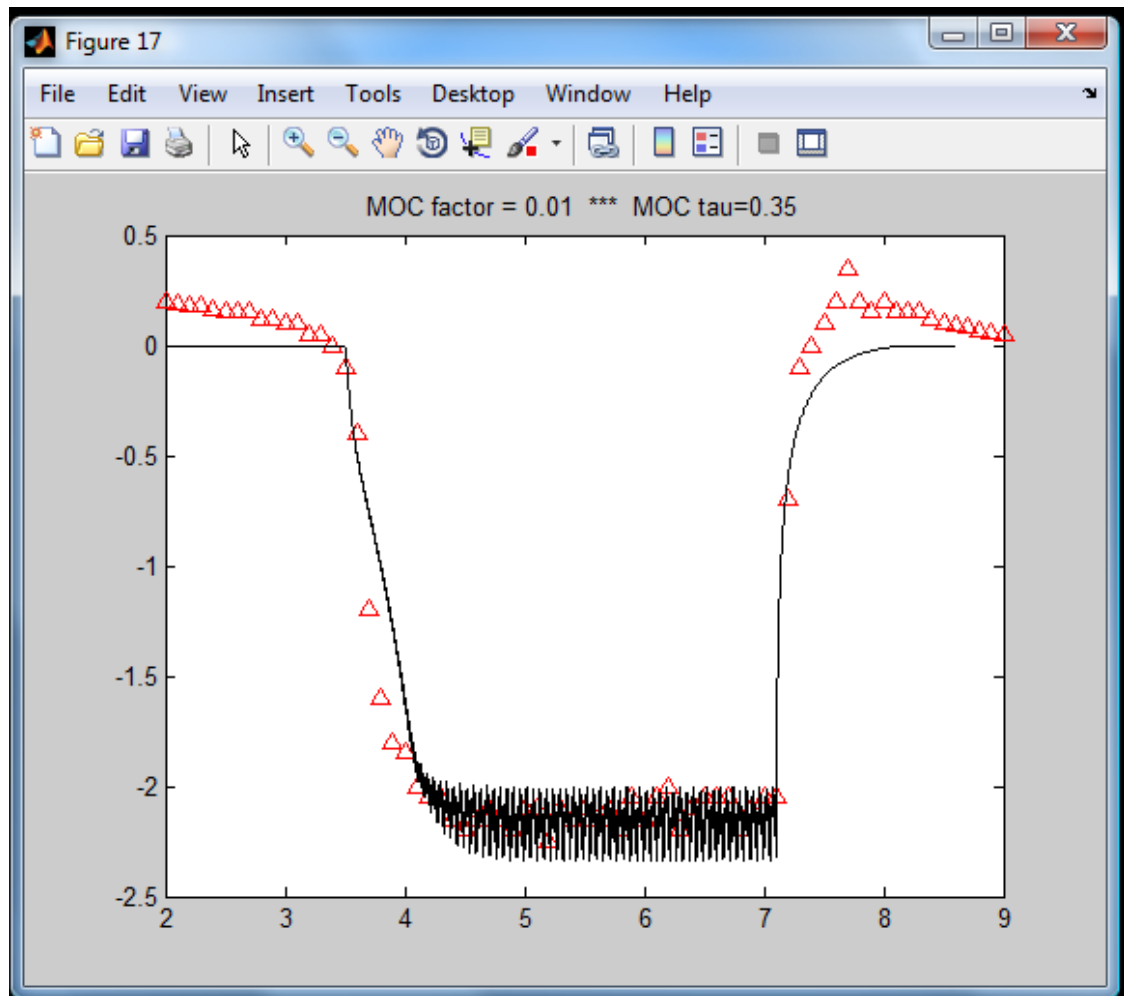 Figure 17
File Edit View Insert Tools Desktop Window Help
MOC factor = 0.01 *** MOC tau=0.35
0.5
0
-0.5
-1
-1.5
-2
-2.5
2 3 4 5 6 7 8 9